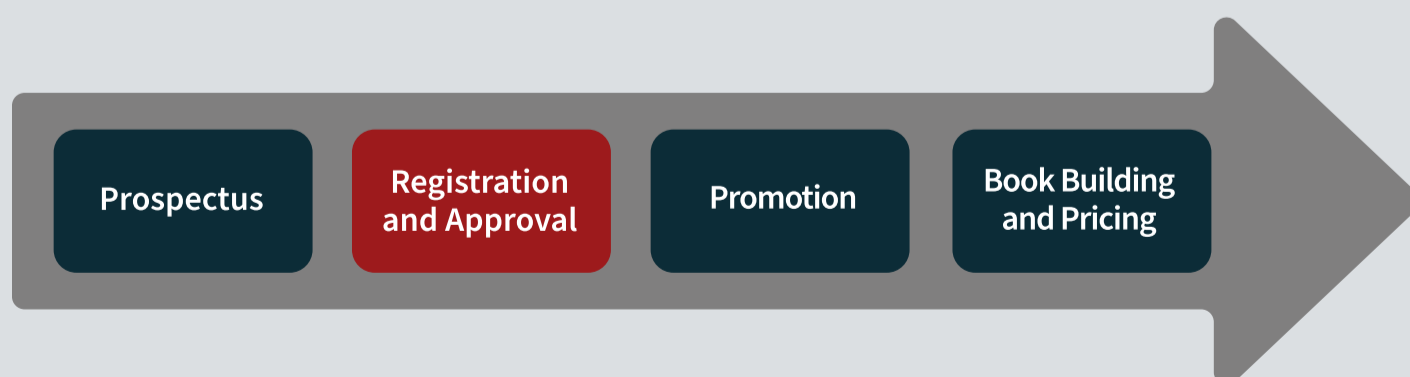 Prospectus
Registration
and Approval
Promotion
Book Building
and Pricing